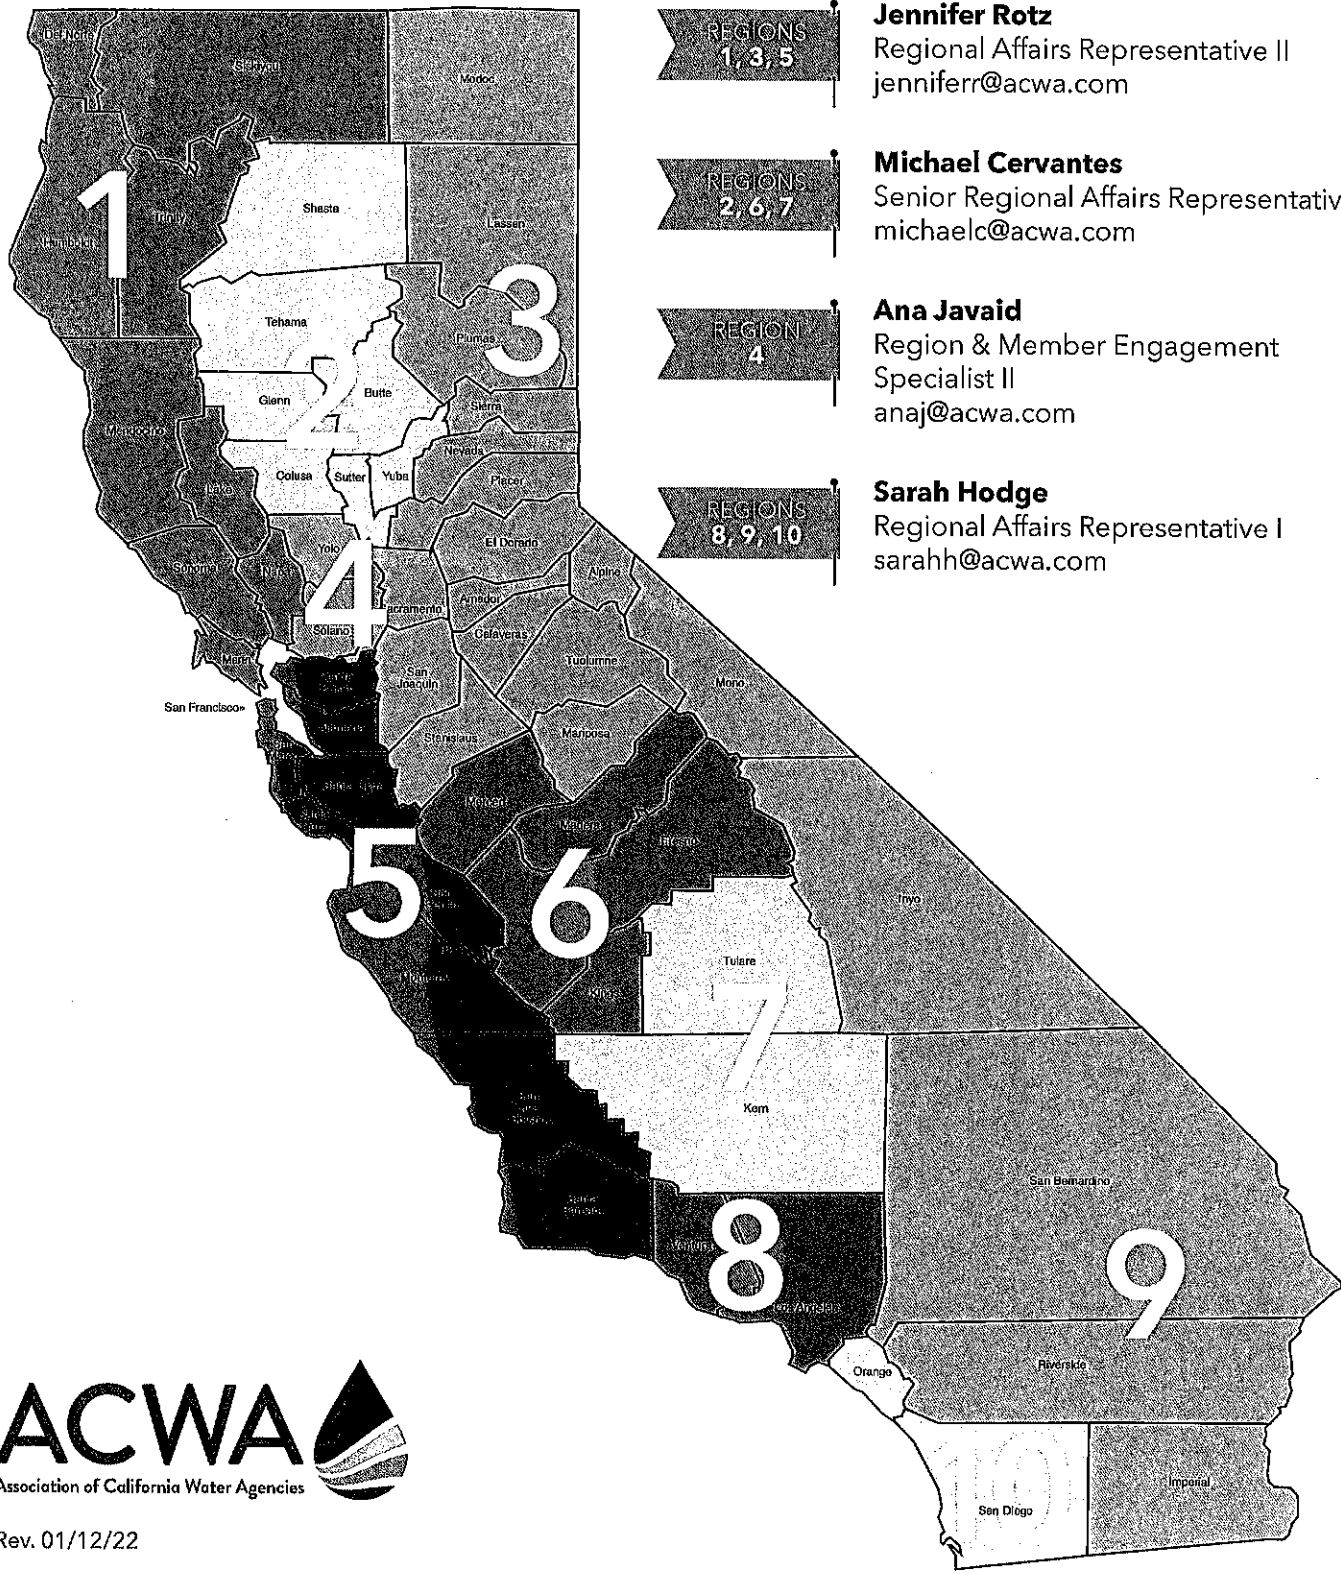 REGIONS
1, 3, 5
Jennifer Rotz
Regional Affairs Representative II
jenniferr@acwa.com
REGIONS
2, 6, 7
Michael Cervantes
Senior Regional Affairs Representativ
michaelc@acwa.com
REGION
4
Ana Javaid
Region & Member Engagement
Specialist II
anaj@acwa.com
REGIONS
8, 9, 10
Sarah Hodge
Regional Affairs Representative I
sarahh@acwa.com
Del Norte
Siskiyou
Modoc
1
Humboldt
Trinity
Shasta
Lassen
3
Tehama
Plumas
2
Glenn
Butte
Sierra
Mendocino
Nevada
Colusa
Sutter
Yuba
Placer
Lake
Yolo
El Dorado
Sonoma
Napa
Alpine
4
Amador
acramento
Solano
Calaveras
Marin
Tuolumne
San
Joaquin
Mono
San Francisco
Stanislaus
Mariposa
Merced
Madera
Fresno
5
6
Inyo
Tulare
Monterey
Kings
7
Kern
San Bernardino
8
Ventura
Los Angeles
9
Orange
Riverside
10
San Diego
Imperial
ACWA
Association of California Water Agencies
Rev. 01/12/22